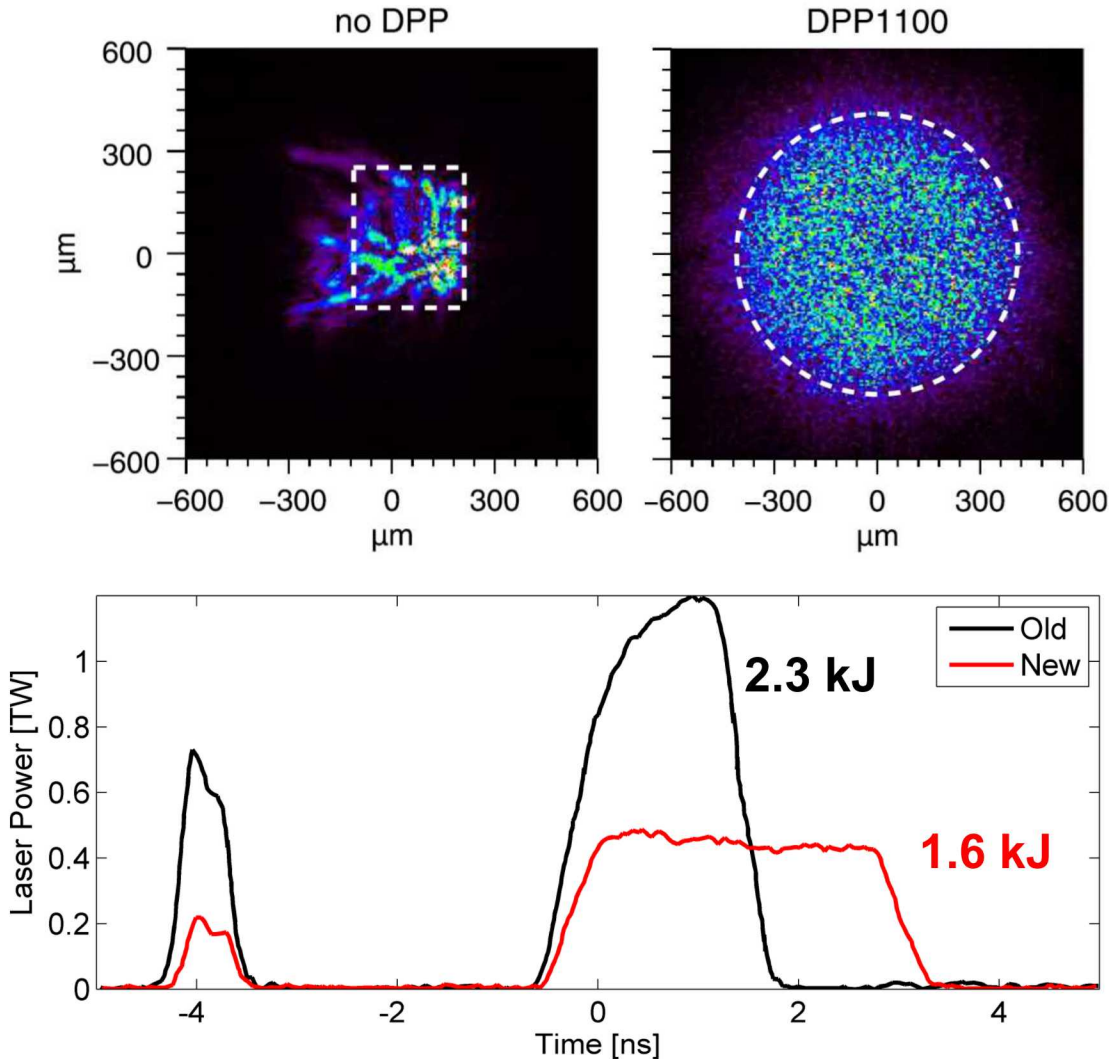 no DPP
DPP1100
600
300
0
−300
−600
µm
−600 −300 0 300 600
µm
−600 −300 0 300 600
µm
Old
New
2.3 kJ
1.6 kJ
Laser Power [TW]
1
0.8
0.6
0.4
0.2
0
-4 -2 0 2 4
Time [ns]